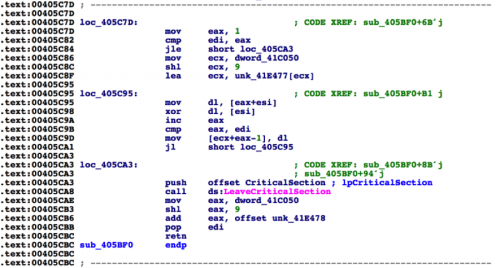 .text:00405C7D ; ---------------------------------------------------------------------------
.text:00405C7D
.text:00405C7D loc_405C7D: ; CODE XREF: sub_405BF0+6B´j
.text:00405C7D mov eax, 1
.text:00405C82 cmp edi, eax
.text:00405C84 jle short loc_405CA3
.text:00405C86 mov ecx, dword_41C050
.text:00405C8C shl ecx, 9
.text:00405C8F lea ecx, unk_41E477[ecx]
.text:00405C95
.text:00405C95 loc_405C95: ; CODE XREF: sub_405BF0+B1 j
.text:00405C95 mov dl, [eax+esi]
.text:00405C98 xor dl, [esi]
.text:00405C9A inc eax
.text:00405C9B cmp eax, edi
.text:00405C9D mov [ecx+eax-1], dl
.text:00405CA1 jl short loc_405C95
.text:00405CA3
.text:00405CA3 loc_405CA3: ; CODE XREF: sub_405BF0+8B´j
.text:00405CA3 ; sub_405BF0+94´j
.text:00405CA3 push offset CriticalSection ; lpCriticalSection
.text:00405CA8 call ds:LeaveCriticalSection
.text:00405CAE mov eax, dword_41C050
.text:00405CB3 shl eax, 9
.text:00405CB6 add eax, offset unk_41E478
.text:00405CBB pop edi
.text:00405CBC retn
.text:00405CBC sub_405BF0 endp
.text:00405CBC
.text:00405CBC ; ---------------------------------------------------------------------------